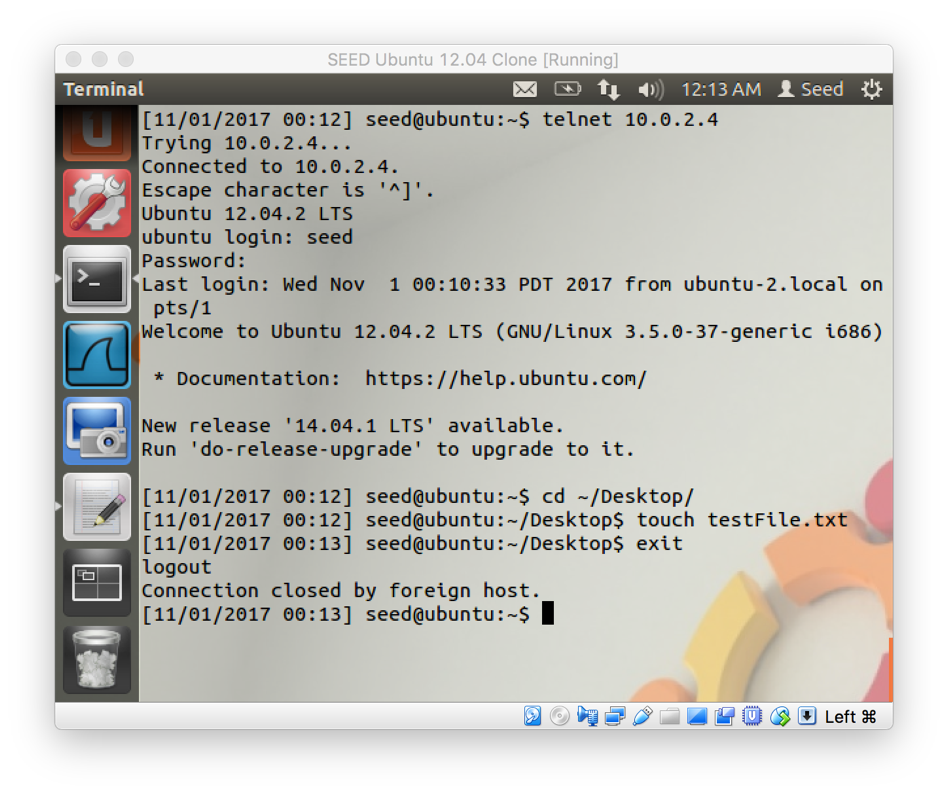 SEED Ubuntu 12.04 Clone [Running]
Terminal 12:13 AM Seed
[11/01/2017 00:12] seed@ubuntu:~$ telnet 10.0.2.4
Trying 10.0.2.4...
Connected to 10.0.2.4.
Escape character is '^]'.
Ubuntu 12.04.2 LTS
ubuntu login: seed
Password:
Last login: Wed Nov  1 00:10:33 PDT 2017 from ubuntu-2.local on
 pts/1
Welcome to Ubuntu 12.04.2 LTS (GNU/Linux 3.5.0-37-generic i686)
 * Documentation:  https://help.ubuntu.com/
New release '14.04.1 LTS' available.
Run 'do-release-upgrade' to upgrade to it.
[11/01/2017 00:12] seed@ubuntu:~$ cd ~/Desktop/
[11/01/2017 00:12] seed@ubuntu:~/Desktop$ touch testFile.txt
[11/01/2017 00:13] seed@ubuntu:~/Desktop$ exit
logout
Connection closed by foreign host.
[11/01/2017 00:13] seed@ubuntu:~$
Left ⌘